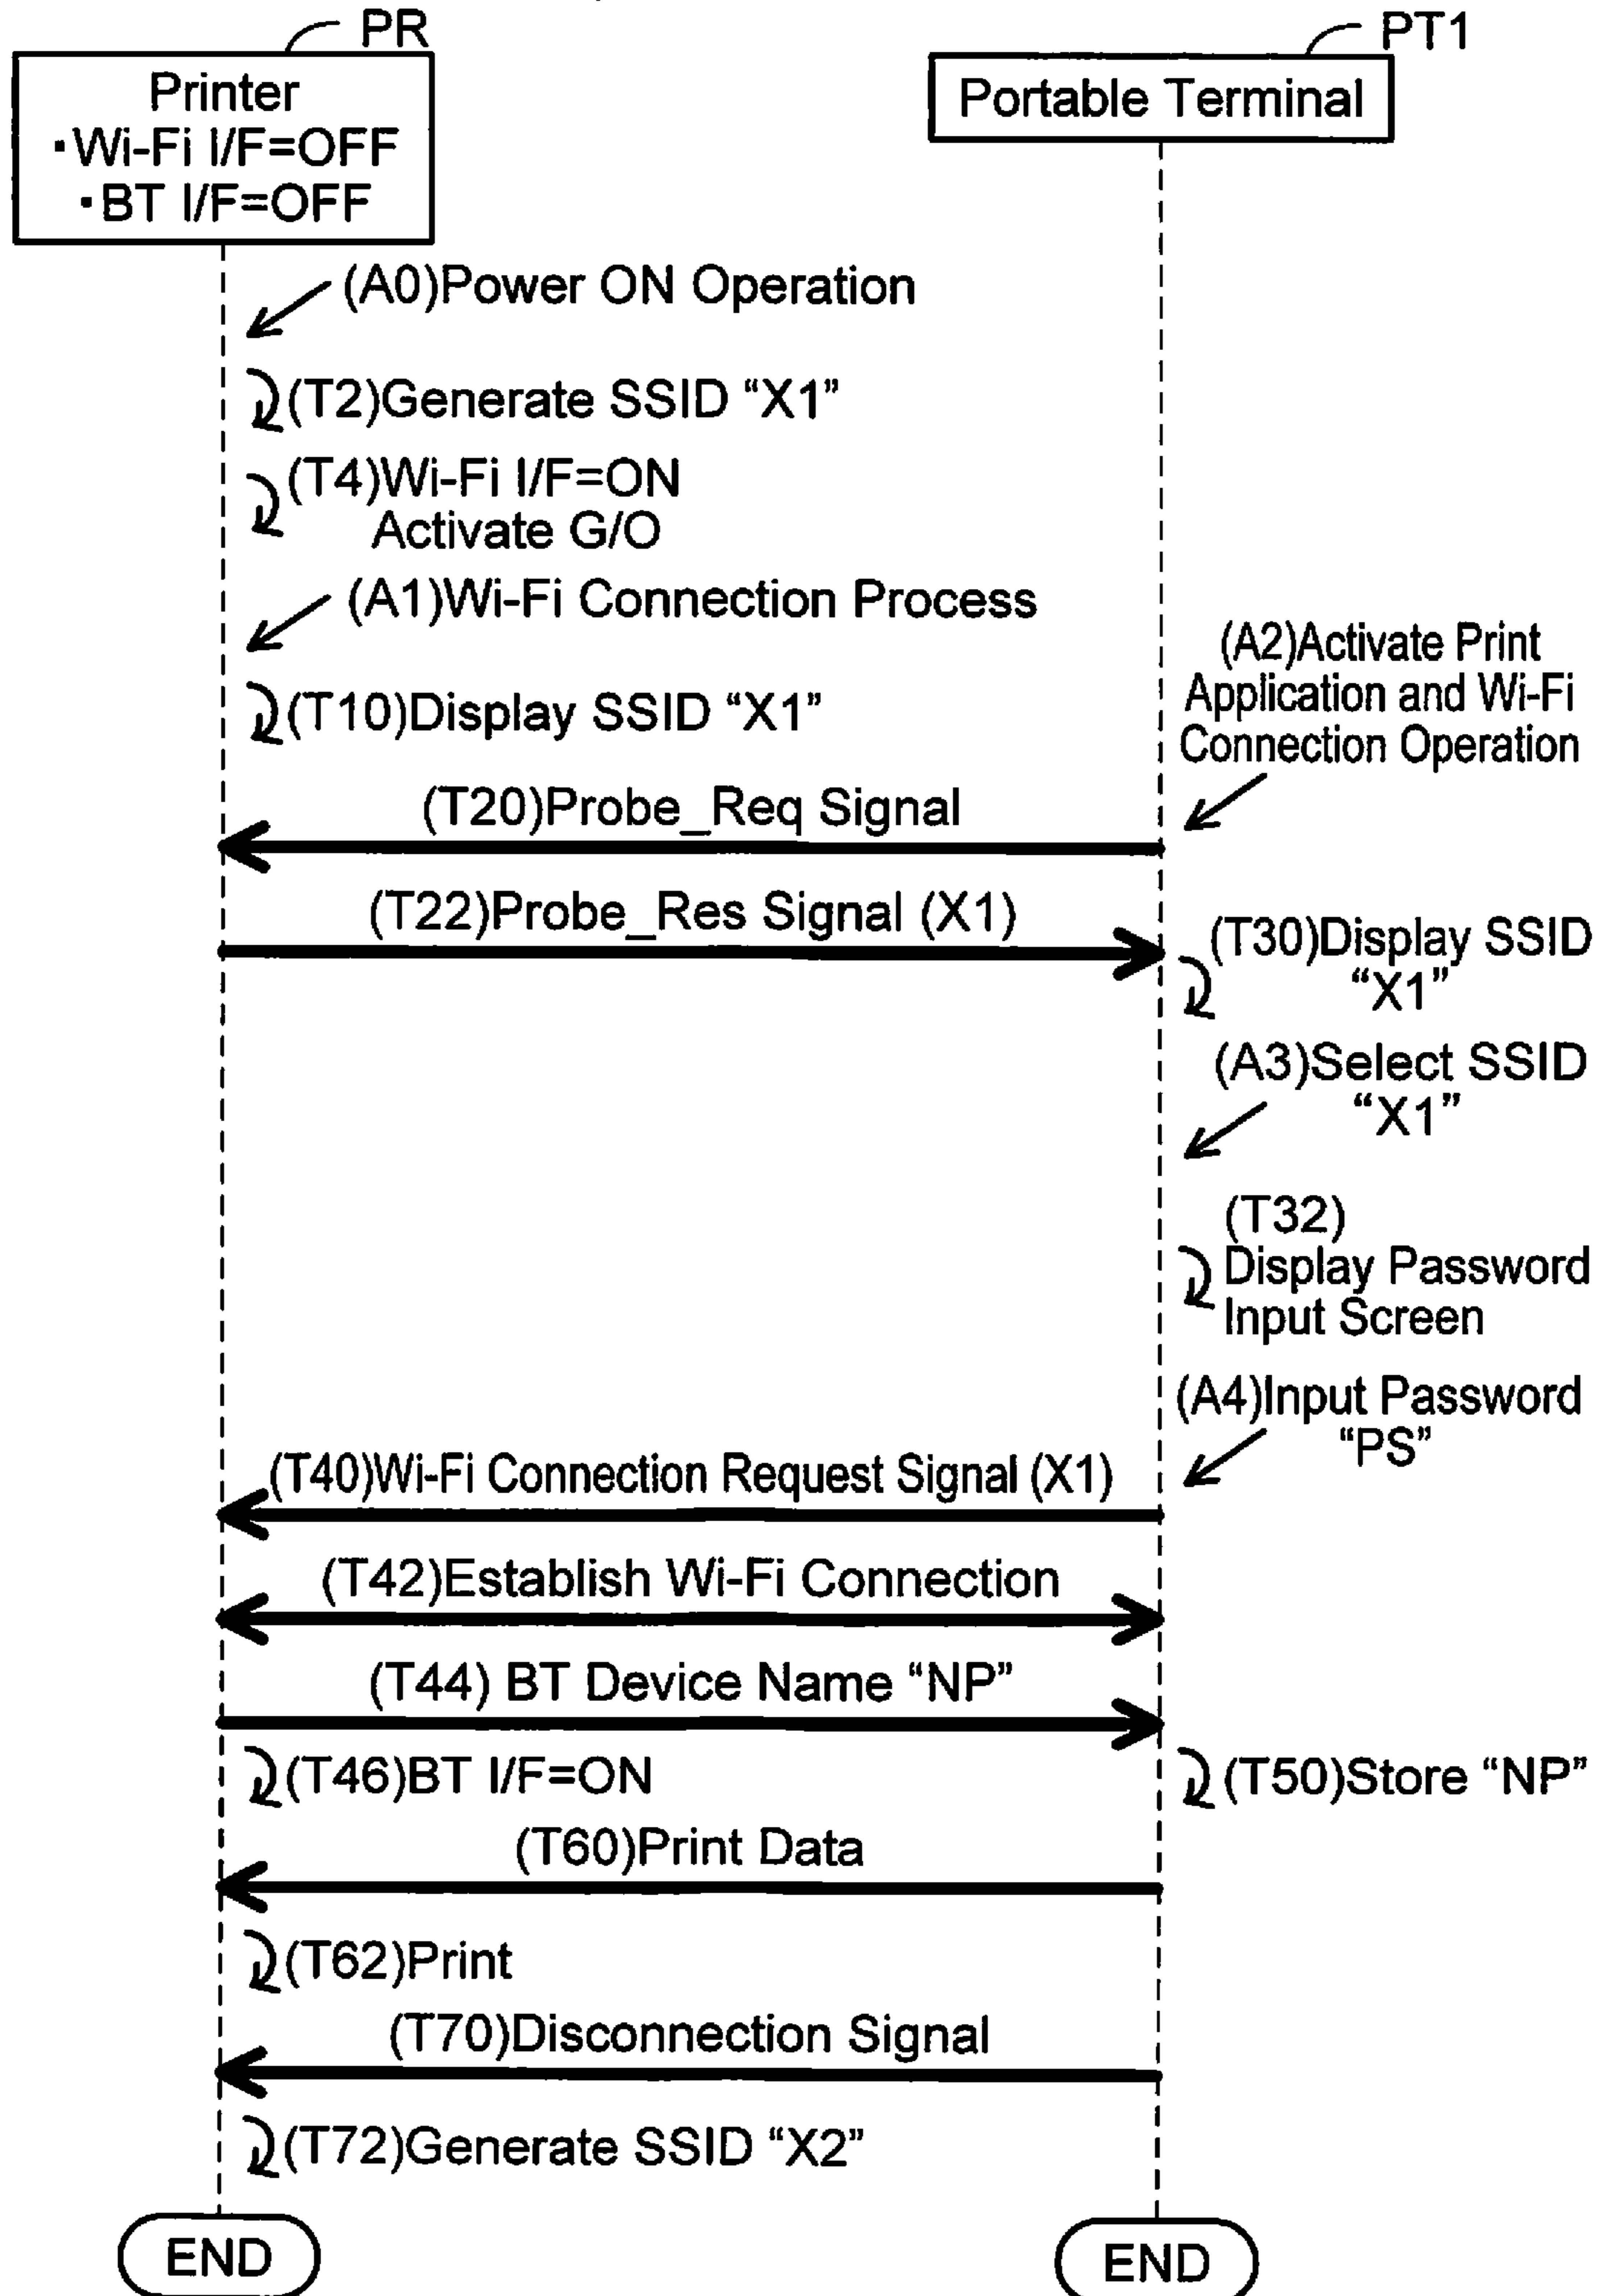 PR
PT1
Printer
・Wi-Fi I/F=OFF
・BT I/F=OFF
Portable Terminal
(A0)Power ON Operation
(T2)Generate SSID “X1”
(T4)Wi-Fi I/F=ON
Activate G/O
(A1)Wi-Fi Connection Process
(A2)Activate Print
Application and Wi-Fi
Connection Operation
(T10)Display SSID “X1”
(T20)Probe_Req Signal
(T22)Probe_Res Signal (X1)
(T30)Display SSID
“X1”
(A3)Select SSID
“X1”
(T32)
Display Password
Input Screen
(A4)Input Password
“PS”
(T40)Wi-Fi Connection Request Signal (X1)
(T42)Establish Wi-Fi Connection
(T44) BT Device Name “NP”
(T46)BT I/F=ON
(T50)Store “NP”
(T60)Print Data
(T62)Print
(T70)Disconnection Signal
(T72)Generate SSID “X2”
END
END